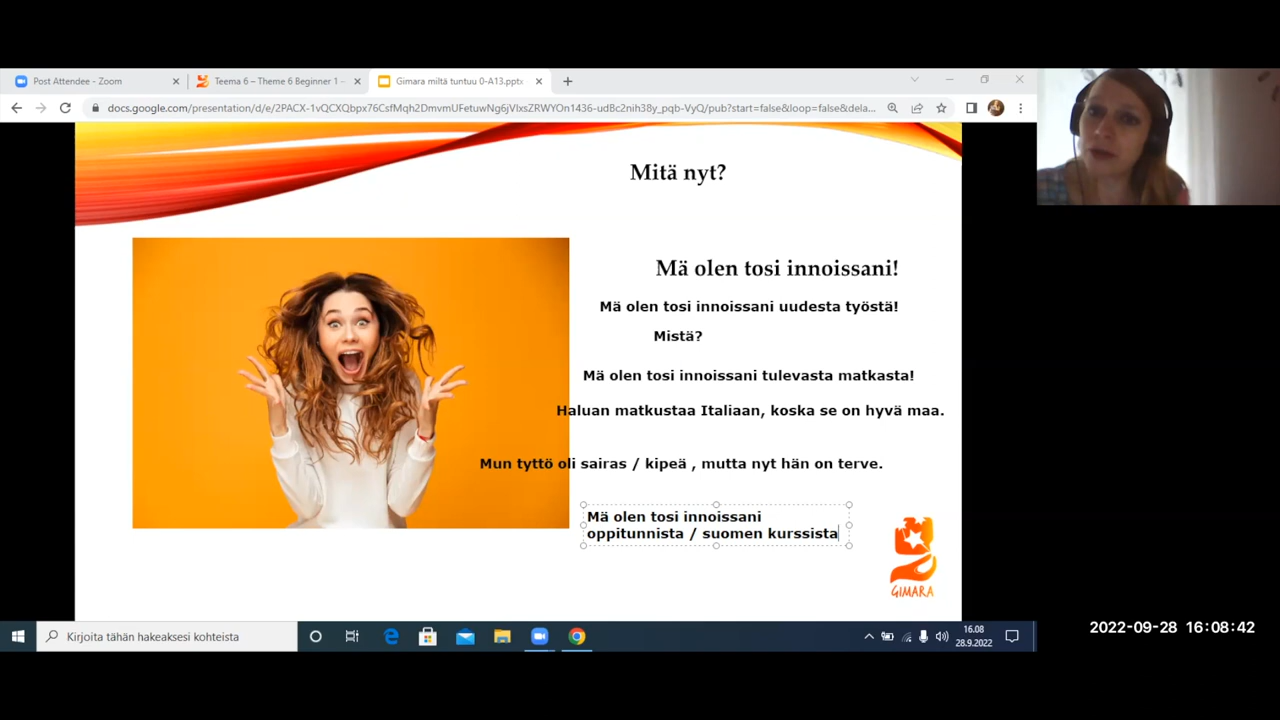 Post Attendee - Zoom
Teema 6 – Theme 6 Beginner 1 –
Gimara miltä tuntuu 0-A13.pptx
docs.google.com/presentation/d/e/2PACX-1vQCXQbpx76CsfMqh2DmvmUFetuwNg6jVlxsZRWYOn1436-udBc2nih38y_pqb-VyQ/pub?start=false&loop=false&dela...
Mitä nyt?
Mä olen tosi innoissani!
Mä olen tosi innoissani uudesta työstä!
Mistä?
Mä olen tosi innoissani tulevasta matkasta!
Haluan matkustaa Italiaan, koska se on hyvä maa.
Mun tyttö oli sairas / kipeä , mutta nyt hän on terve.
Mä olen tosi innoissani
oppitunnista / suomen kurssista
GIMARA
Kirjoita tähän hakeaksesi kohteista
16.08
28.9.2022
2022-09-28 16:08:42